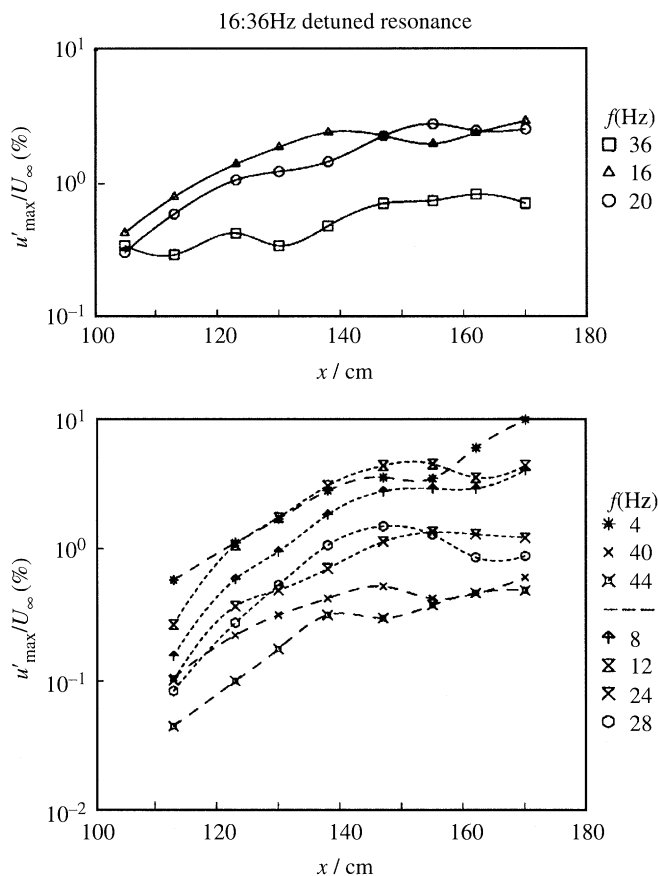 16:36Hz detuned resonance
10^1
10^0
10^−1
u′max/U∞ (%)
100 120 140 160 180
x / cm
f(Hz)
36
16
20
10^1
10^0
10^−1
10^−2
u′max/U∞ (%)
100 120 140 160 180
x / cm
f(Hz)
4
40
44
8
12
24
28